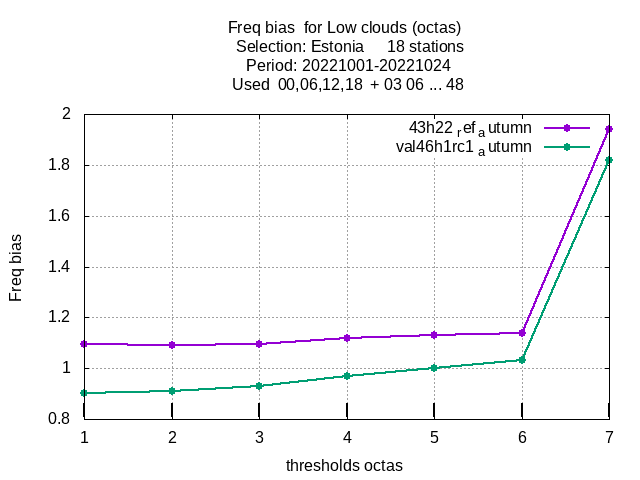 Freq bias  for Low clouds (octas)
Selection: Estonia     18 stations
Period: 20221001-20221024
Used  00,06,12,18  + 03 06 ... 48
43h22 ref autumn
val46h1rc1 autumn
2
1.8
1.6
1.4
1.2
1
0.8
Freq bias
1 2 3 4 5 6 7
thresholds octas